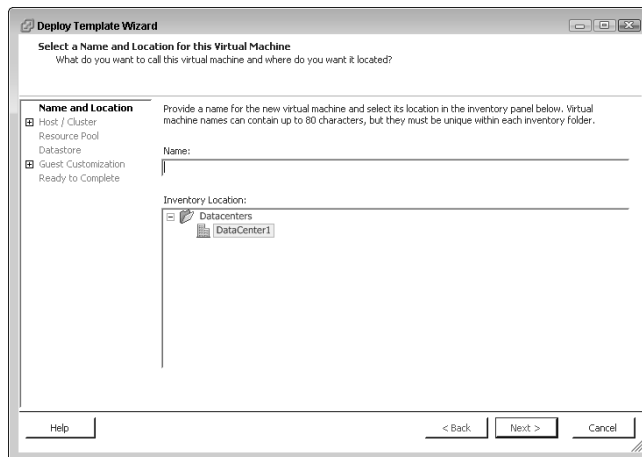 Deploy Template Wizard
Select a Name and Location for this Virtual Machine
What do you want to call this virtual machine and where do you want it located?
Name and Location
Host / Cluster
Resource Pool
Datastore
Guest Customization
Ready to Complete
Provide a name for the new virtual machine and select its location in the inventory panel below. Virtual
machine names can contain up to 80 characters, but they must be unique within each inventory folder.
Name:
Inventory Location:
Datacenters
DataCenter1
Help
< Back
Next >
Cancel